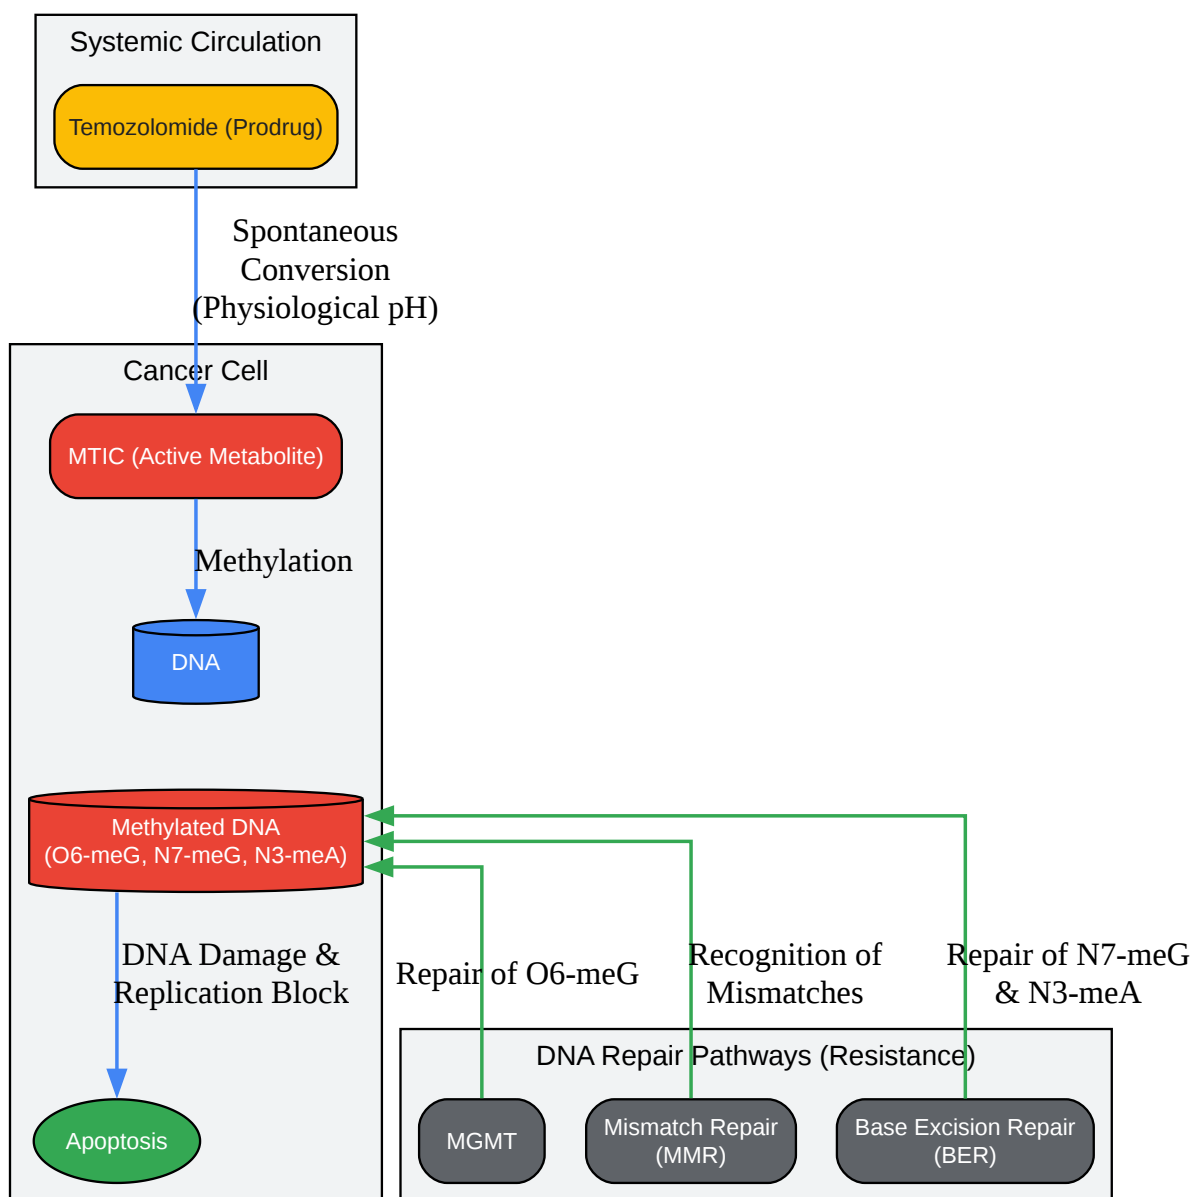 Systemic Circulation
Temozolomide (Prodrug)
Spontaneous
Conversion
(Physiological pH)
Cancer Cell
MTIC (Active Metabolite)
Methylation
DNA
Methylated DNA
(O6-meG, N7-meG, N3-meA)
DNA Damage &
Replication Block
Repair of O6-meG
Recognition of
Mismatches
Repair of N7-meG
& N3-meA
DNA Repair Pathways (Resistance)
Apoptosis
MGMT
Mismatch Repair
(MMR)
Base Excision Repair
(BER)